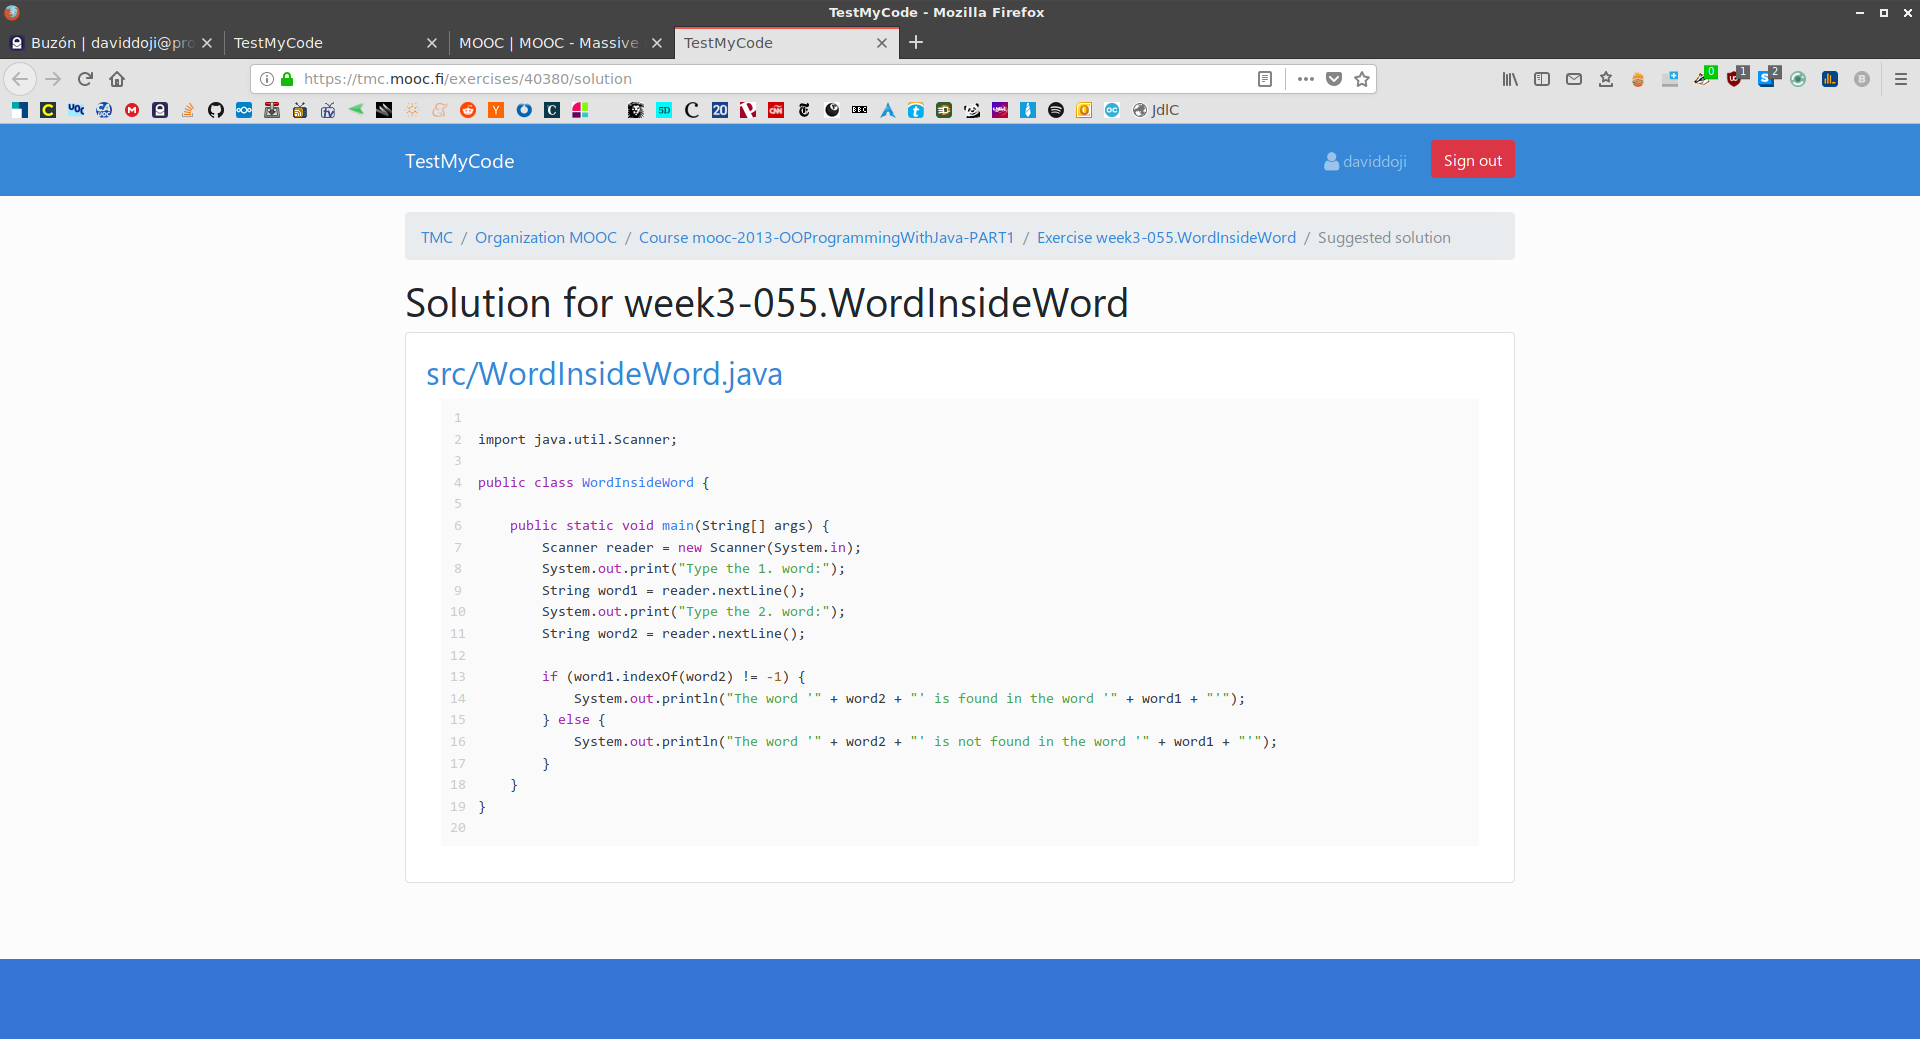 TestMyCode - Mozilla Firefox
Buzón | daviddoji@pro
TestMyCode
MOOC | MOOC - Massive
TestMyCode
https://tmc.mooc.fi/exercises/40380/solution
0
1
2
JdlC
TestMyCode
daviddoji
Sign out
TMC / Organization MOOC / Course mooc-2013-OOProgrammingWithJava-PART1 / Exercise week3-055.WordInsideWord / Suggested solution
Solution for week3-055.WordInsideWord
src/WordInsideWord.java
1
2 import java.util.Scanner;
3
4 public class WordInsideWord {
5
6     public static void main(String[] args) {
7         Scanner reader = new Scanner(System.in);
8         System.out.print("Type the 1. word:");
9         String word1 = reader.nextLine();
10         System.out.print("Type the 2. word:");
11         String word2 = reader.nextLine();
12
13         if (word1.indexOf(word2) != -1) {
14             System.out.println("The word '" + word2 + "' is found in the word '" + word1 + "'");
15         } else {
16             System.out.println("The word '" + word2 + "' is not found in the word '" + word1 + "'");
17         }
18     }
19 }
20